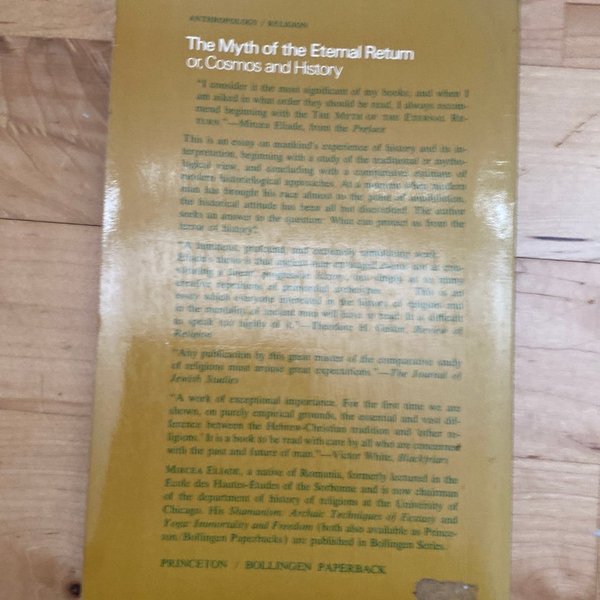 ANTHROPOLOGY / RELIGION
The Myth of the Eternal Return
or, Cosmos and History
"I consider it the most significant of my books; and when I
am asked in what order they should be read, I always recom-
mend beginning with the THE MYTH OF THE ETERNAL RE-
TURN."—MIRCEA ELIADE, from the Preface
This is an essay on mankind's experience of history and its in-
terpretation, beginning with a study of the traditional or mytho-
logical view, and concluding with a comparative estimate of
modern historiological approaches. At a moment when modern
man has brought his race almost to the point of annihilation,
the historical attitude has been all but discredited. The author
seeks an answer to the question: What can protect us from the
terror of history?
"A luminous, profound, and extremely stimulating work.
Eliade's thesis is that ancient man envisaged events not as con-
stituting a linear, progressive history, but simply as so many
creative repetitions of primordial archetypes. This is an
essay which everyone interested in the history of religion and
in the mentality of ancient man will have to read. It is difficult
to speak too highly of it."—Theodore H. Gaster, Review of
Religion
"Any publication by this great master of the comparative study
of religions must arouse great expectations."—The Journal of
Jewish Studies
"A work of exceptional importance. For the first time we are
shown, on purely empirical grounds, the essential and vast dif-
ference between the Hebrew-Christian tradition and 'other re-
ligions.' It is a book to be read with care by all who are concerned
with the past and future of man."—Victor White, Blackfriars
MIRCEA ELIADE, a native of Romania, formerly lectured in the
Ecole des Hautes-Etudes of the Sorbonne and is now chairman
of the department of history of religions at the University of
Chicago. His Shamanism: Archaic Techniques of Ecstasy and
Yoga: Immortality and Freedom (both also available as Prince-
ton/Bollingen Paperbacks) are published in Bollingen Series.
PRINCETON / BOLLINGEN PAPERBACK